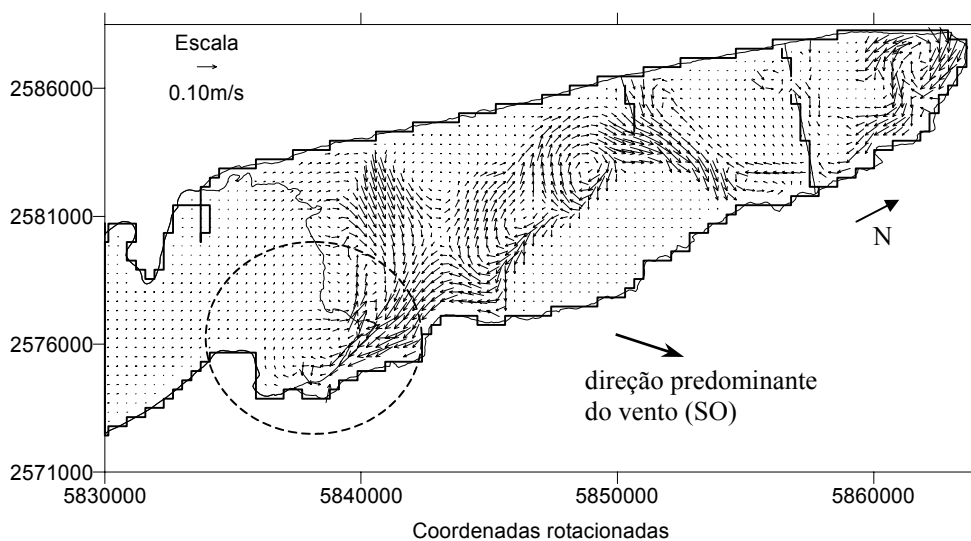 Escala
0.10m/s
2586000
2581000
2576000
2571000
N
direção predominante
do vento (SO)
5830000
5840000
5850000
5860000
Coordenadas rotacionadas